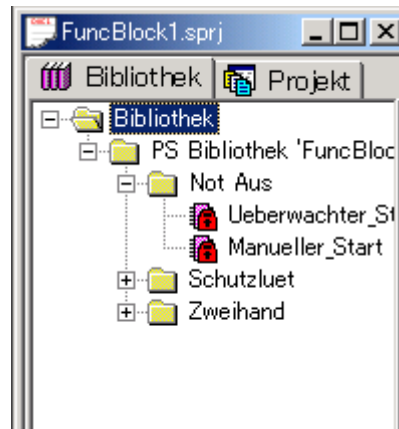 FuncBlock1.sprj
Bibliothek Projekt
Bibliothek
PS Bibliothek 'FuncBloc
Not Aus
Ueberwachter_St
Manueller_Start
Schutzluet
Zweihand